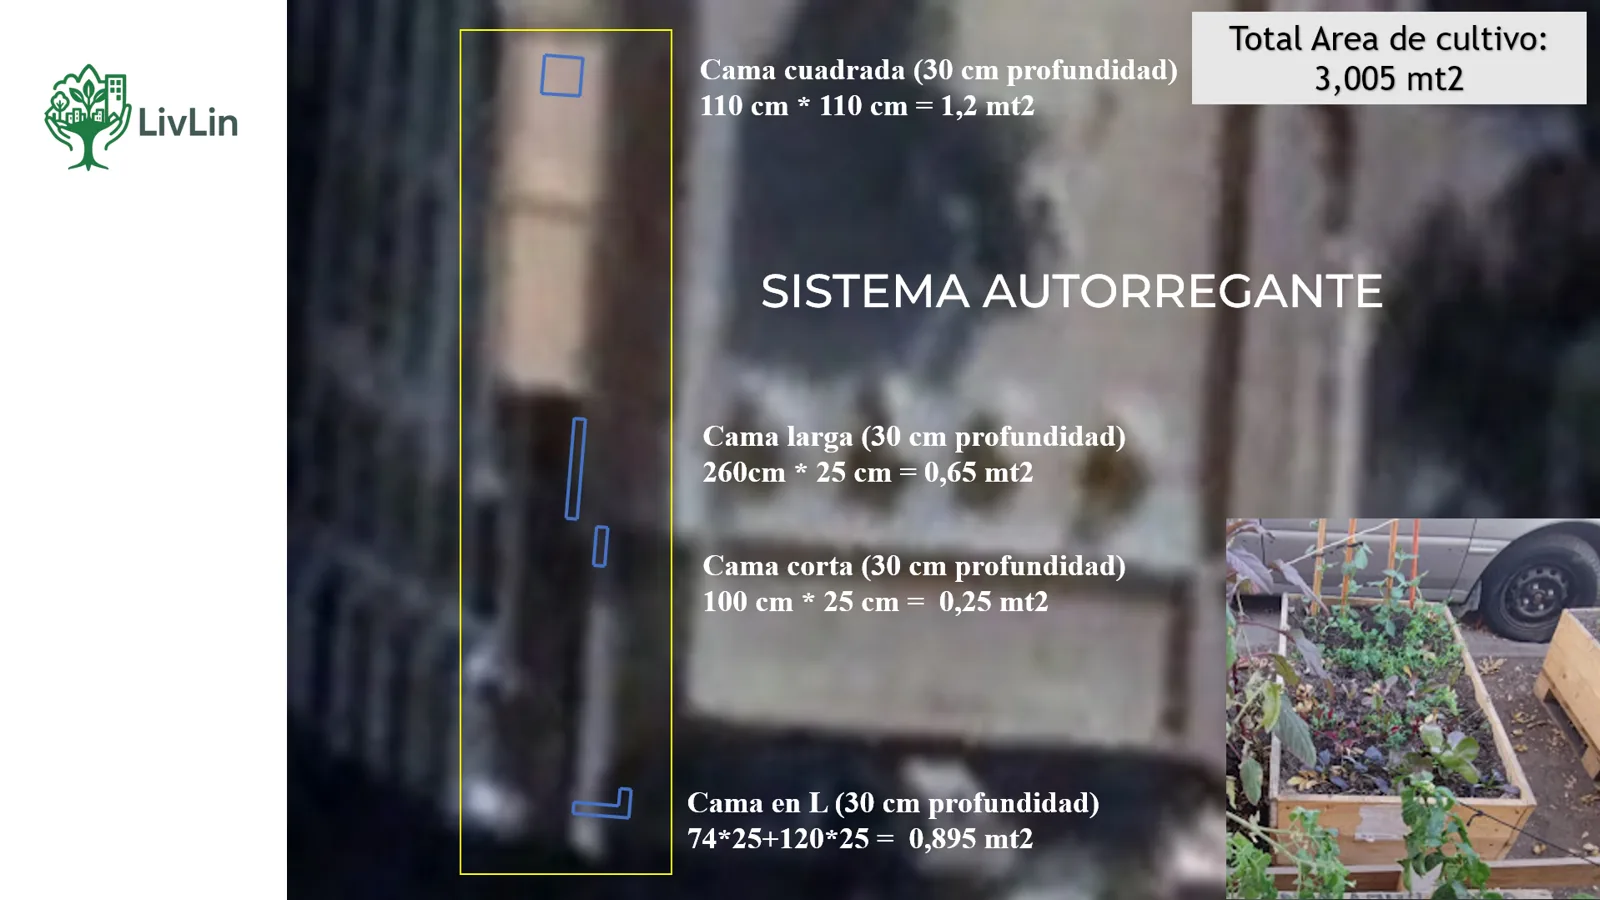 LivLin
Total Area de cultivo:
3,005 mt2
Cama cuadrada (30 cm profundidad)
110 cm * 110 cm = 1,2 mt2
SISTEMA AUTORREGANTE
Cama larga (30 cm profundidad)
260cm * 25 cm = 0,65 mt2
Cama corta (30 cm profundidad)
100 cm * 25 cm =  0,25 mt2
Cama en L (30 cm profundidad)
74*25+120*25 =  0,895 mt2